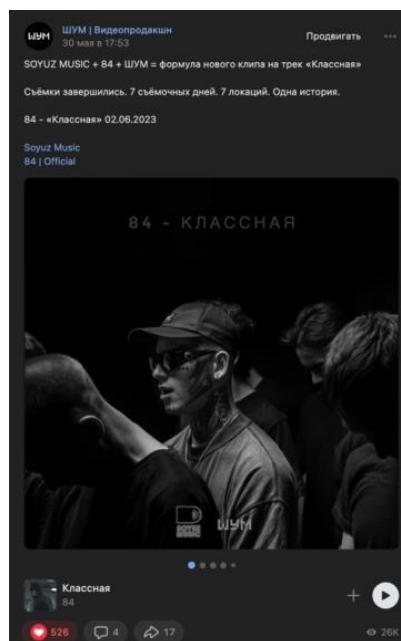 ШУМ
ШУМ | Видеопродакшн
30 мая в 17:53
Продвигать
SOYUZ MUSIC + 84 + ШУМ = формула нового клипа на трек «Классная»
Съёмки завершились. 7 съёмочных дней. 7 локаций. Одна история.
84 - «Классная» 02.06.2023
Soyuz Music
84 | Official
84 - КЛАССНАЯ
ШУМ
Классная
84
526
4
17
26K